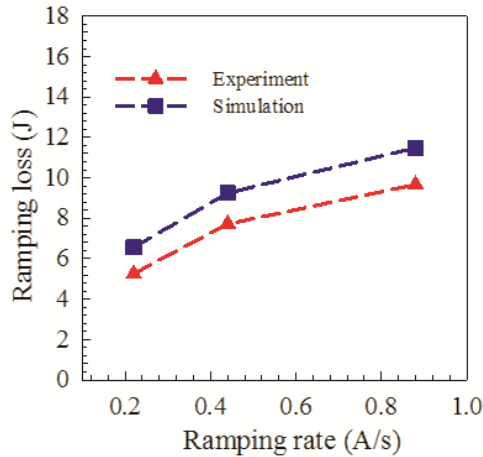 18
16
14
12
10
8
6
4
2
0
Ramping loss (J)
Experiment
Simulation
0.2 0.4 0.6 0.8 1.0
Ramping rate (A/s)